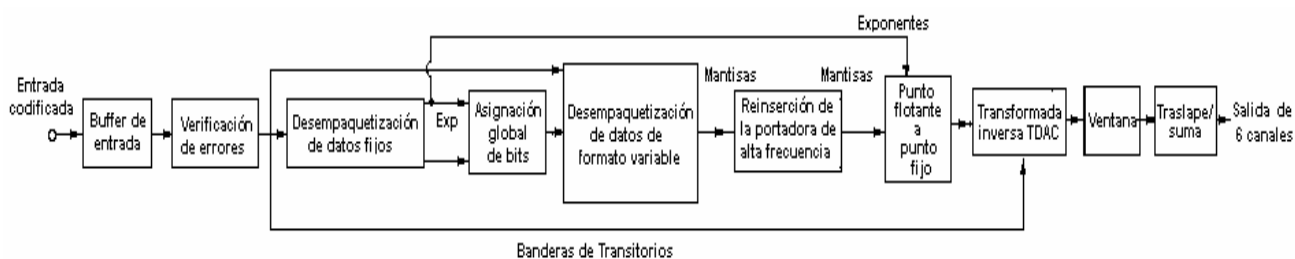 Exponentes
Entrada
codificada
Buffer de
entrada
Verificación
de errores
Desempaquetización
de datos fijos
Exp
Asignación
global
de bits
Desempaquetización
de datos de
formato variable
Mantisas
Reinserción de
la portadora de
alta frecuencia
Mantisas
Punto
flotante
a
punto
fijo
Transformada
inversa TDAC
Ventana
Traslape/
suma
Salida de
6 canales
Banderas de Transitorios